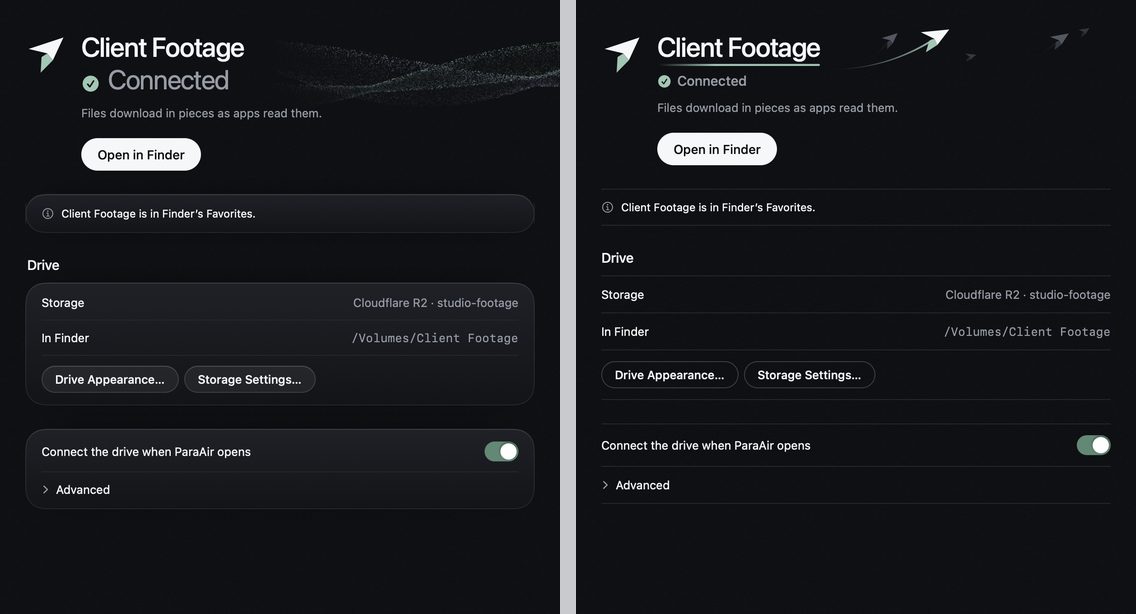 Client Footage
Connected
Files download in pieces as apps read them.
Open in Finder
Client Footage is in Finder’s Favorites.
Drive
Storage Cloudflare R2 · studio-footage
In Finder /Volumes/Client Footage
Drive Appearance... Storage Settings...
Connect the drive when ParaAir opens
Advanced
Client Footage
Connected
Files download in pieces as apps read them.
Open in Finder
Client Footage is in Finder’s Favorites.
Drive
Storage Cloudflare R2 · studio-footage
In Finder /Volumes/Client Footage
Drive Appearance... Storage Settings...
Connect the drive when ParaAir opens
Advanced